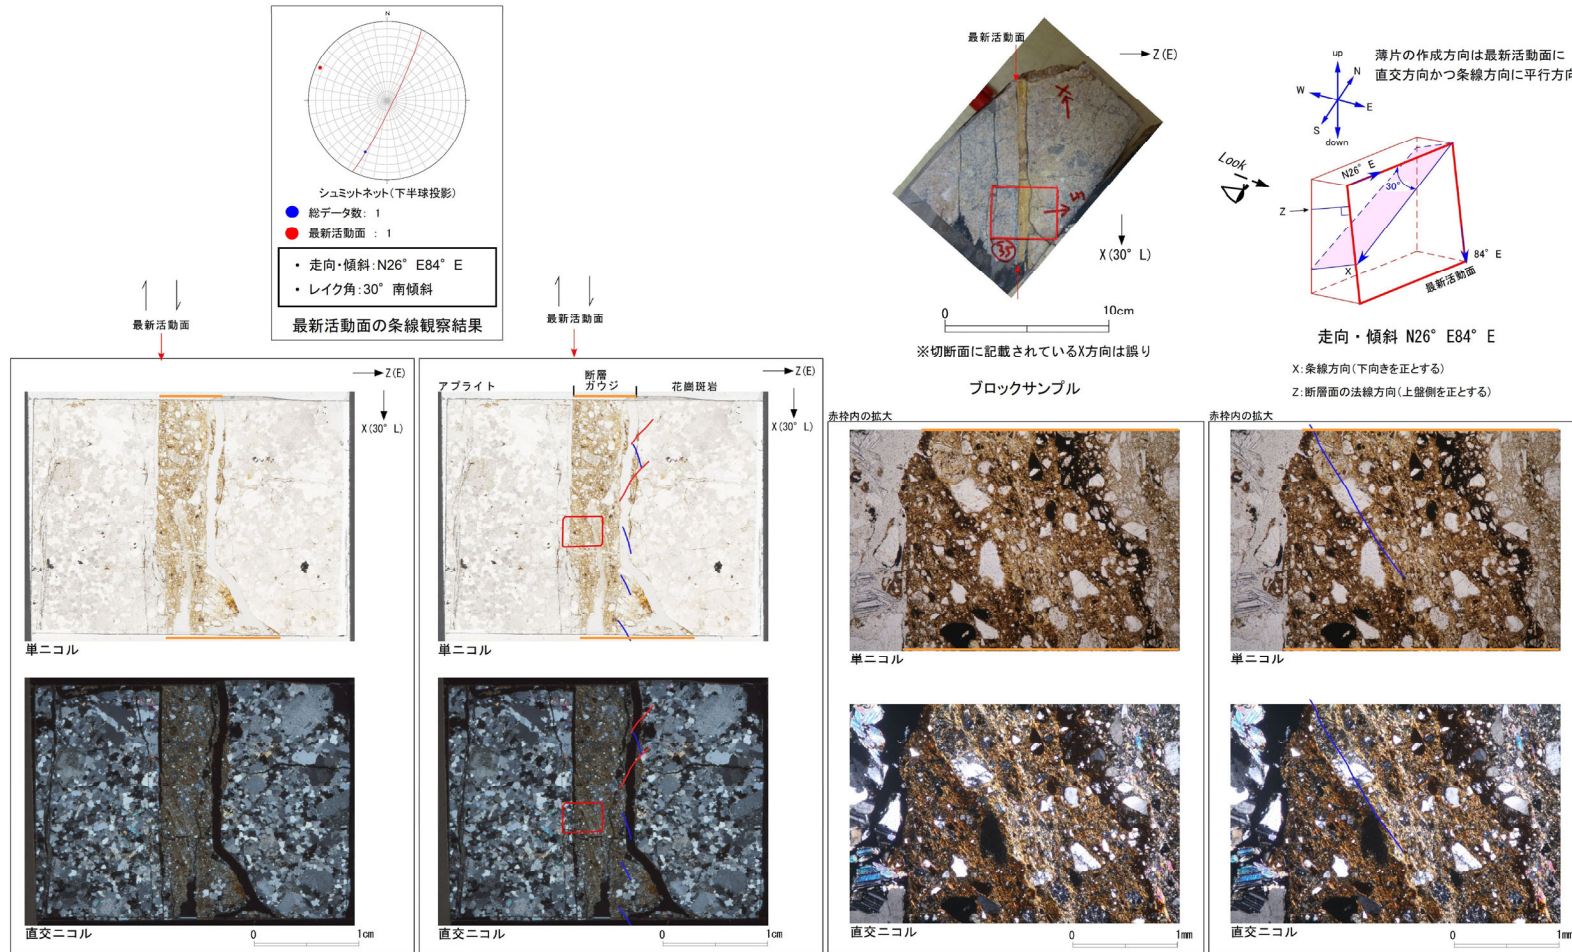 シュミットネット(下半球投影)
総データ数: 1
最新活動面 : 1
・ 走向・傾斜:N26° E84° E
・ レイク角:30° 南傾斜
最新活動面の条線観察結果
最新活動面
Z(E)
X(30° L)
35
0 10cm
※切断面に記載されているX方向は誤り
ブロックサンプル
薄片の作成方向は最新活動面に
直交方向かつ条線方向に平行方向
up
N
W
E
S
down
Look
N26° E
30°
Z
X
84° E
最新活動面
走向・傾斜 N26° E84° E
X:条線方向(下向きを正とする)
Z:断層面の法線方向(上盤側を正とする)
最新活動面
Z(E)
X(30° L)
単ニコル
直交ニコル
0 1cm
最新活動面
アプライト
断層
ガウジ
花崗斑岩
Z(E)
X(30° L)
単ニコル
直交ニコル
0 1cm
赤枠内の拡大
単ニコル
直交ニコル
0 1mm
赤枠内の拡大
単ニコル
直交ニコル
0 1mm